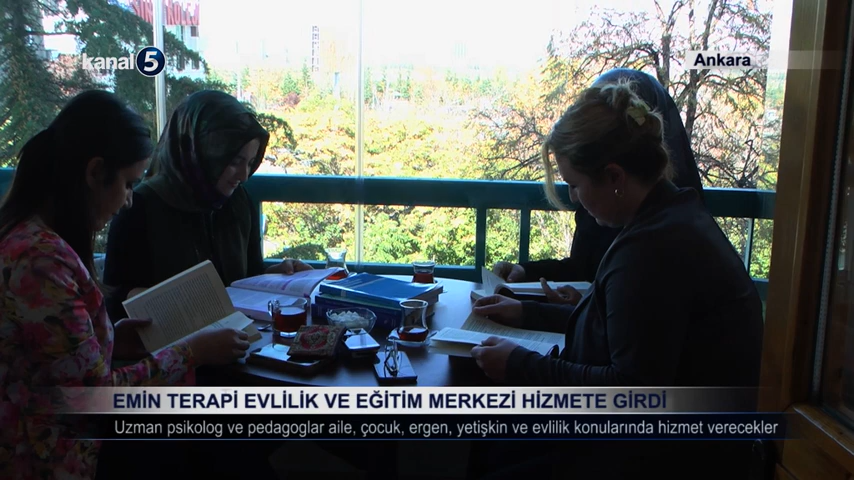 kanal 5
Ankara
EMİN TERAPİ EVLİLİK VE EĞİTİM MERKEZİ HİZMETE GİRDİ
Uzman psikolog ve pedagoglar aile, çocuk, ergen, yetişkin ve evlilik konularında hizmet verecekler